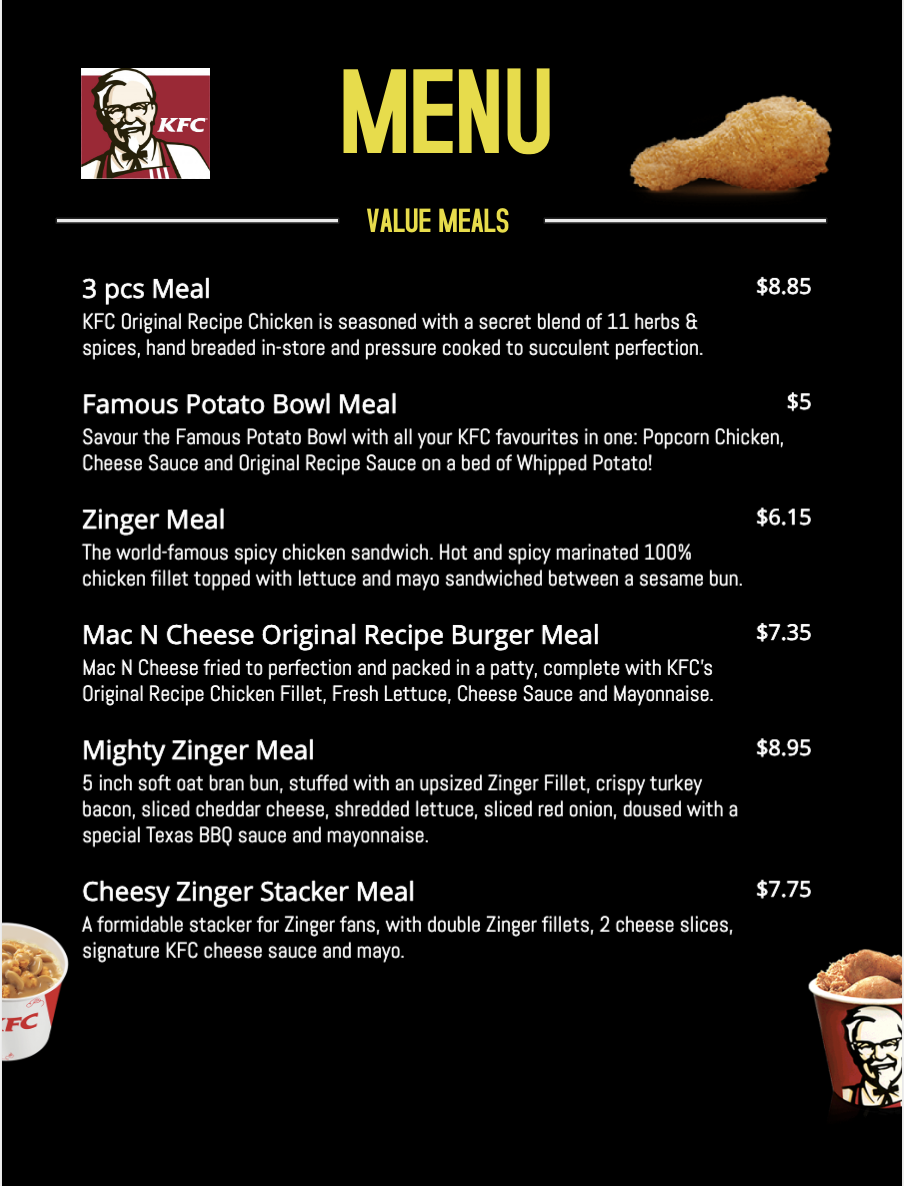 KFC
MENU
VALUE MEALS
3 pcs Meal
$8.85
KFC Original Recipe Chicken is seasoned with a secret blend of 11 herbs &
spices, hand breaded in-store and pressure cooked to succulent perfection.
Famous Potato Bowl Meal
$5
Savour the Famous Potato Bowl with all your KFC favourites in one: Popcorn Chicken,
Cheese Sauce and Original Recipe Sauce on a bed of Whipped Potato!
Zinger Meal
$6.15
The world-famous spicy chicken sandwich. Hot and spicy marinated 100%
chicken fillet topped with lettuce and mayo sandwiched between a sesame bun.
Mac N Cheese Original Recipe Burger Meal
$7.35
Mac N Cheese fried to perfection and packed in a patty, complete with KFC's
Original Recipe Chicken Fillet, Fresh Lettuce, Cheese Sauce and Mayonnaise.
Mighty Zinger Meal
$8.95
5 inch soft oat bran bun, stuffed with an upsized Zinger Fillet, crispy turkey
bacon, sliced cheddar cheese, shredded lettuce, sliced red onion, doused with a
special Texas BBQ sauce and mayonnaise.
Cheesy Zinger Stacker Meal
$7.75
A formidable stacker for Zinger fans, with double Zinger fillets, 2 cheese slices,
signature KFC cheese sauce and mayo.
FC